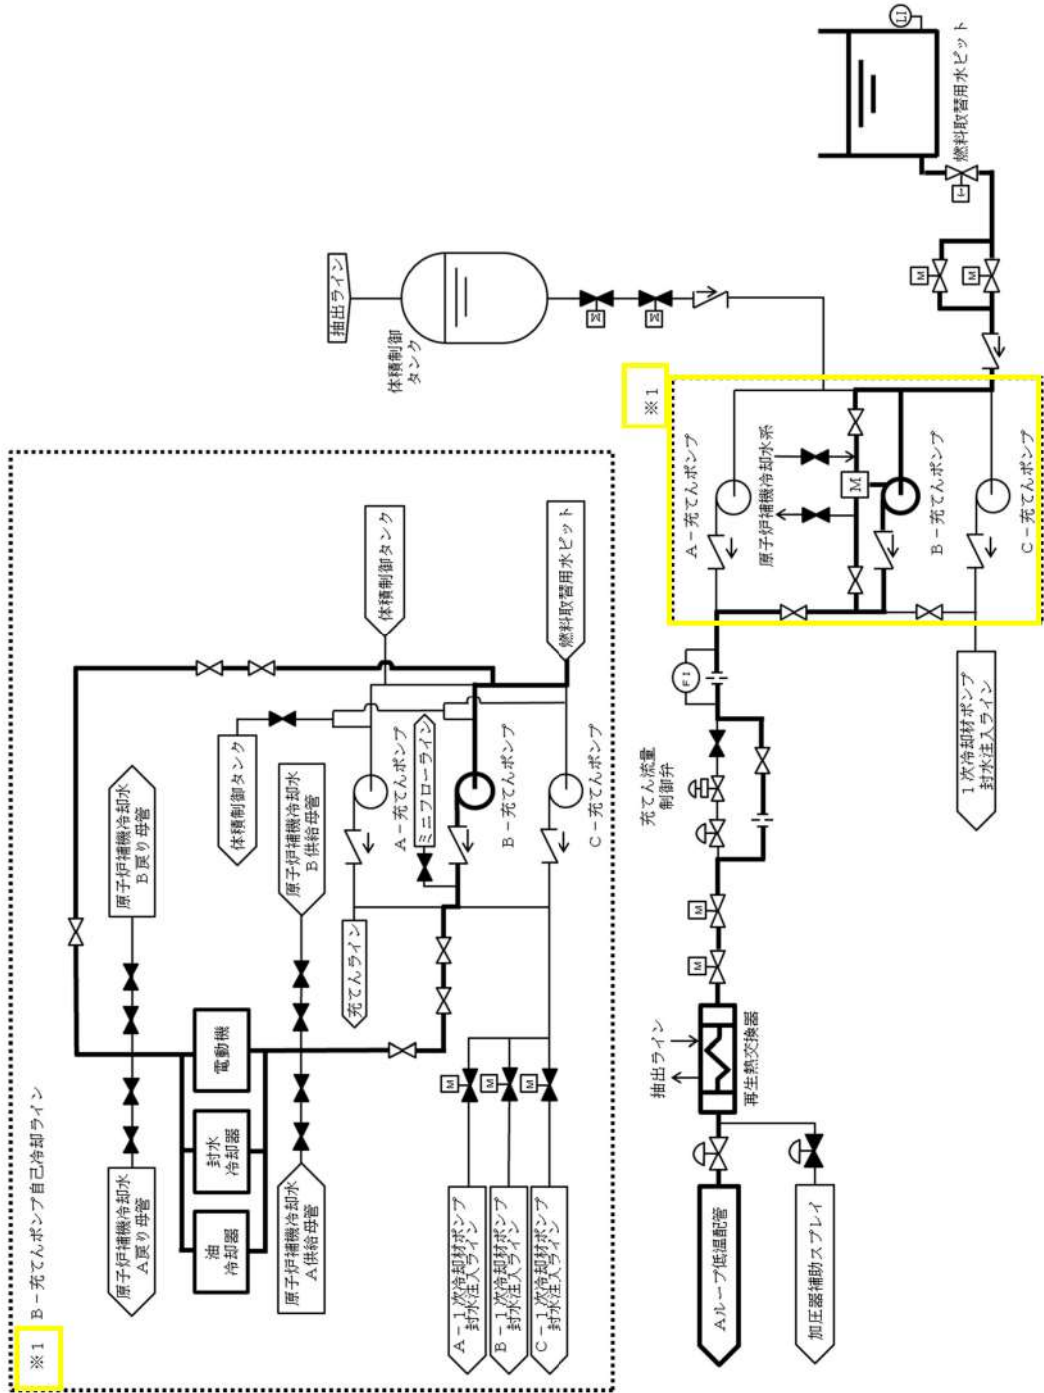 ※1 B－充てんポンプ自己冷却ライン
原子炉補機冷却水
A戻り母管
原子炉補機冷却水
B戻り母管
油
冷却器
封水
冷却器
電動機
原子炉補機冷却水
A供給母管
原子炉補機冷却水
B供給母管
体積制御タンク
体積制御タンク
充てんライン
A－充てんポンプ
ミニフローライン
B－充てんポンプ
C－充てんポンプ
燃料取替用水ピット
M
M
M
A－1次冷却材ポンプ
封水注入ライン
B－1次冷却材ポンプ
封水注入ライン
C－1次冷却材ポンプ
封水注入ライン
抽出ライン
体積制御
タンク
M
M
※1
A－充てんポンプ
原子炉補機冷却水系
M
B－充てんポンプ
C－充てんポンプ
M
M
LI
燃料取替用水ピット
FI
充てん流量
制御弁
1次冷却材ポンプ
封水注入ライン
M
M
抽出ライン
再生熱交換器
Aループ低温配管
加圧器補助スプレイ